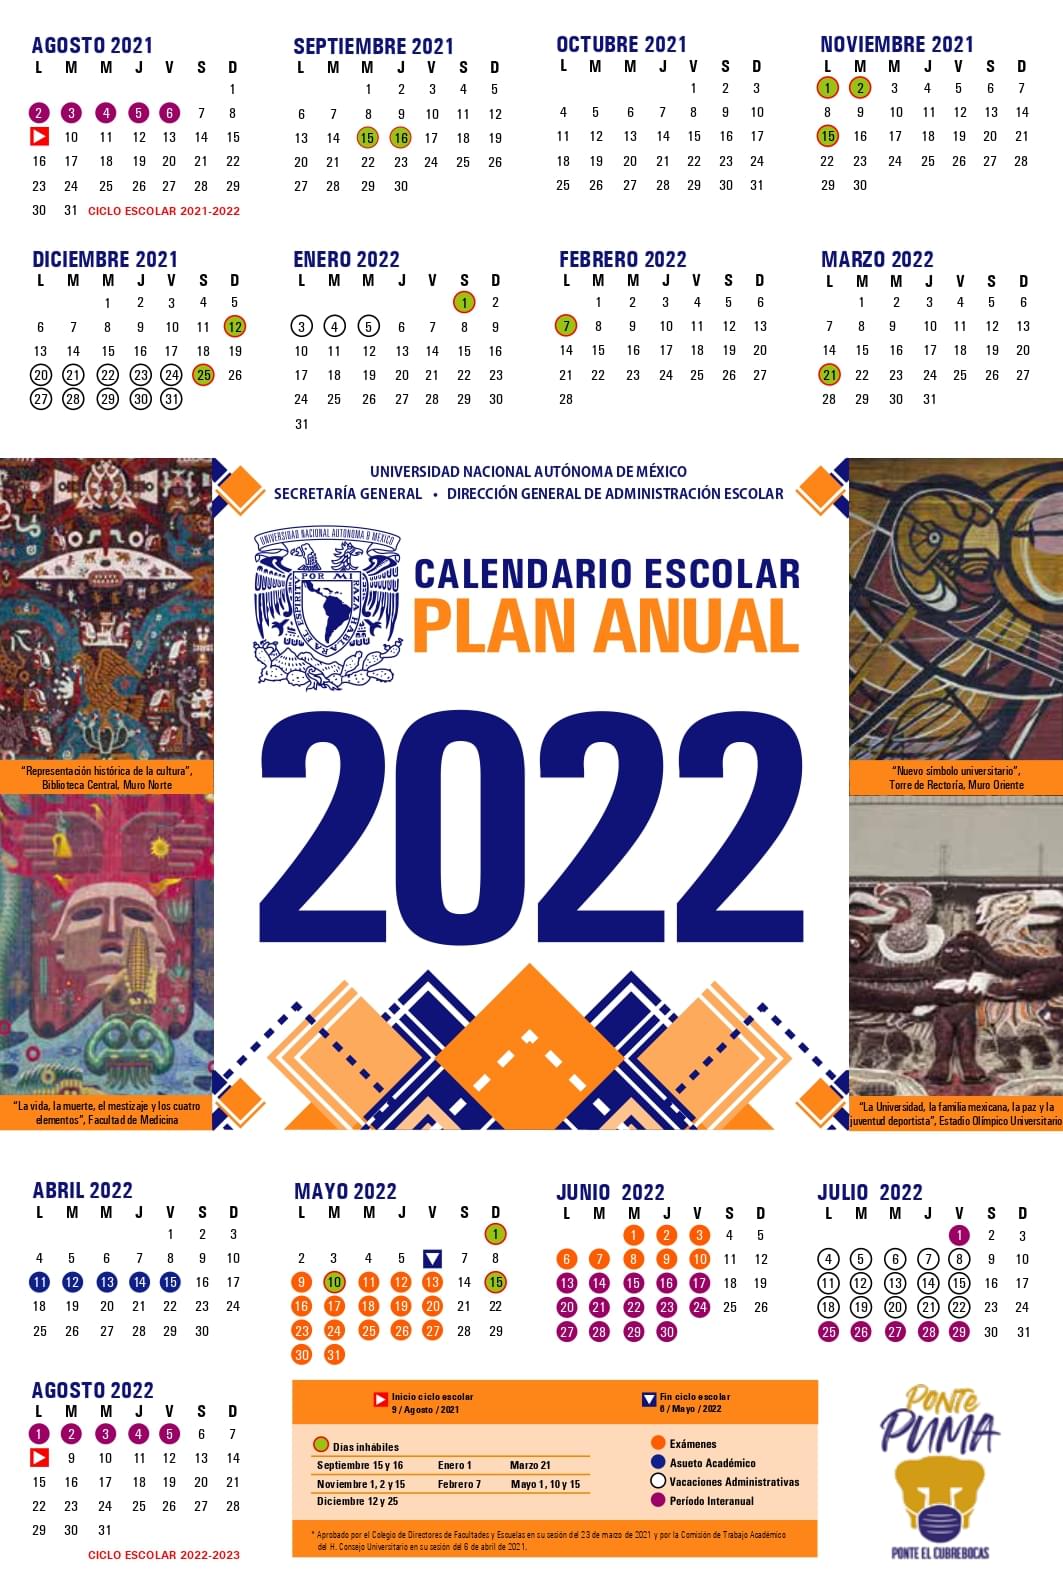 AGOSTO 2021
L M M J V S D
1
2 3 4 5 6 7 8
10 11 12 13 14 15
16 17 18 19 20 21 22
23 24 25 26 27 28 29
30 31 CICLO ESCOLAR 2021-2022
SEPTIEMBRE 2021
L M M J V S D
1 2 3 4 5
6 7 8 9 10 11 12
13 14 15 16 17 18 19
20 21 22 23 24 25 26
27 28 29 30
OCTUBRE 2021
L M M J V S D
1 2 3
4 5 6 7 8 9 10
11 12 13 14 15 16 17
18 19 20 21 22 23 24
25 26 27 28 29 30 31
NOVIEMBRE 2021
L M M J V S D
1 2 3 4 5 6 7
8 9 10 11 12 13 14
15 16 17 18 19 20 21
22 23 24 25 26 27 28
29 30
DICIEMBRE 2021
L M M J V S D
1 2 3 4 5
6 7 8 9 10 11 12
13 14 15 16 17 18 19
20 21 22 23 24 25 26
27 28 29 30 31
ENERO 2022
L M M J V S D
1 2
3 4 5 6 7 8 9
10 11 12 13 14 15 16
17 18 19 20 21 22 23
24 25 26 27 28 29 30
31
FEBRERO 2022
L M M J V S D
1 2 3 4 5 6
7 8 9 10 11 12 13
14 15 16 17 18 19 20
21 22 23 24 25 26 27
28
MARZO 2022
L M M J V S D
1 2 3 4 5 6
7 8 9 10 11 12 13
14 15 16 17 18 19 20
21 22 23 24 25 26 27
28 29 30 31
UNIVERSIDAD NACIONAL AUTÓNOMA DE MÉXICO
SECRETARÍA GENERAL • DIRECCIÓN GENERAL DE ADMINISTRACIÓN ESCOLAR
UNIVERSIDAD NACIONAL AUTONOMA D MEXICO
POR MI RAZA HABLARA EL ESPIRITU
CALENDARIO ESCOLAR
PLAN ANUAL
2022
“Representación histórica de la cultura”,
Biblioteca Central, Muro Norte
“Nuevo símbolo universitario”,
Torre de Rectoría, Muro Oriente
“La vida, la muerte, el mestizaje y los cuatro
elementos”, Facultad de Medicina
“La Universidad, la familia mexicana, la paz y la
juventud deportista”, Estadio Olímpico Universitario
ABRIL 2022
L M M J V S D
1 2 3
4 5 6 7 8 9 10
11 12 13 14 15 16 17
18 19 20 21 22 23 24
25 26 27 28 29 30
MAYO 2022
L M M J V S D
1
2 3 4 5 7 8
9 10 11 12 13 14 15
16 17 18 19 20 21 22
23 24 25 26 27 28 29
30 31
JUNIO 2022
L M M J V S D
1 2 3 4 5
6 7 8 9 10 11 12
13 14 15 16 17 18 19
20 21 22 23 24 25 26
27 28 29 30
JULIO 2022
L M M J V S D
1 2 3
4 5 6 7 8 9 10
11 12 13 14 15 16 17
18 19 20 21 22 23 24
25 26 27 28 29 30 31
AGOSTO 2022
L M M J V S D
1 2 3 4 5 6 7
9 10 11 12 13 14
15 16 17 18 19 20 21
22 23 24 25 26 27 28
29 30 31
CICLO ESCOLAR 2022-2023
Inicio ciclo escolar
9 / Agosto / 2021
Fin ciclo escolar
6 / Mayo / 2022
Días inhábiles
Septiembre 15 y 16 Enero 1 Marzo 21
Noviembre 1, 2 y 15 Febrero 7 Mayo 1, 10 y 15
Diciembre 12 y 25
Exámenes
Asueto Académico
Vacaciones Administrativas
Período Interanual
* Aprobado por el Colegio de Directores de Facultades y Escuelas en su sesión del 23 de marzo de 2021 y por la Comisión de Trabajo Académico
del H. Consejo Universitario en su sesión del 6 de abril de 2021.
PONTE
PUMA
PONTE EL CUBREBOCAS